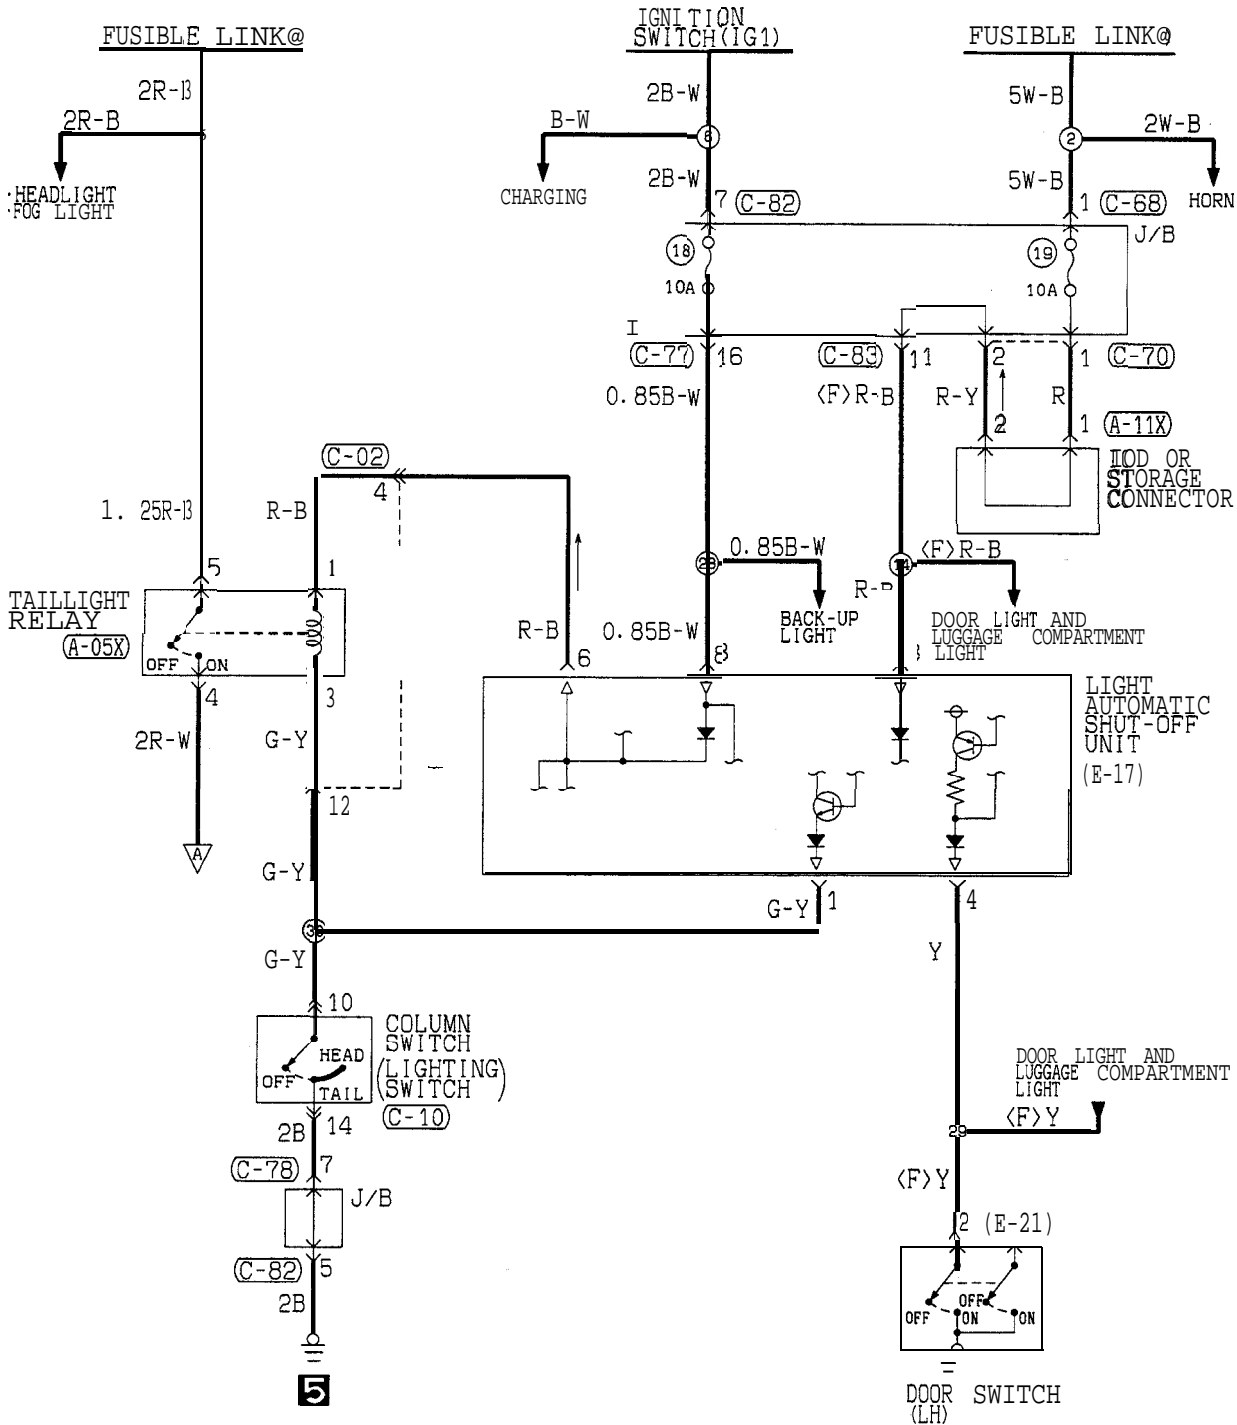 FUSIBLE LINK@
IGNITION
SWITCH(IG1)
FUSIBLE LINK@
2R-B
2B-W
5W-B
2R-B
B-W
8
2
2W-B
·HEADLIGHT
·FOG LIGHT
CHARGING
2B-W
5W-B
HORN
7
C-82
1
C-68
J/B
18
19
10A
10A
I
C-77
16
C-83
11
2
1
C-70
0.85B-W
<F>R-B
R-Y
R
2
1
A-11X
IOD OR
STORAGE
CONNECTOR
C-02
4
1. 25R-B
R-B
0.85B-W
<F>R-B
14
5
1
TAILLIGHT
RELAY
A-05X
OFF
ON
BACK-UP
LIGHT
DOOR LIGHT AND
LUGGAGE COMPARTMENT
LIGHT
R-B
0.85B-W
6
8
4
3
LIGHT
AUTOMATIC
SHUT-OFF
UNIT
(E-17)
2R-W
G-Y
12
A
G-Y
1
4
G-Y
Y
G-Y
10
COLUMN
SWITCH
(LIGHTING)
SWITCH
C-10
HEAD
OFF
TAIL
DOOR LIGHT AND
LUGGAGE COMPARTMENT
LIGHT
<F>Y
29
14
2B
C-78
7
J/B
<F>Y
2
(E-21)
C-82
5
2B
OFF
ON
OFF
ON
5
DOOR SWITCH
(LH)